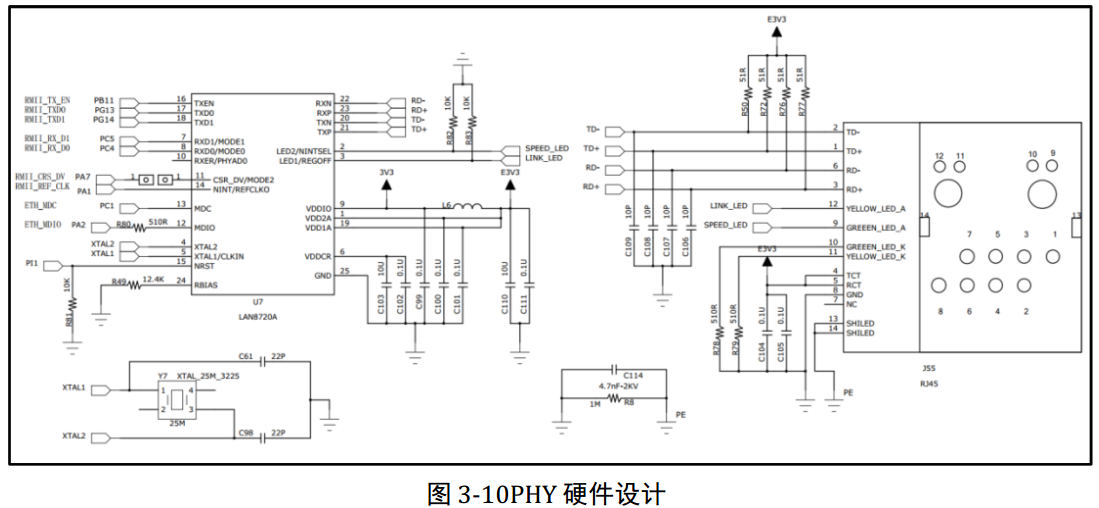 RMII_TX_EN PB11 16 TXEN RXN 22 RD-
RMII_TXD0 PG13 17 TXD0 RXP 23 RD+
RMII_TXD1 PG14 18 TXD1 TXN 20 TD-
TXP 21 TD+
RMII_RX_D1 PC5 7 RXD1/MODE1
RMII_RX_D0 PC4 8 RXD0/MODE0 LED2/NINTSEL 2 SPEED_LED
10 RXER/PHYAD0 LED1/REGOFF 3 LINK_LED
R82 10K
R83 10K
RMII_CRS_DV PA7 1 1 11 CSR_DV/MODE2
RMII_REF_CLK PA1 14 NINT/REFCLKO
3V3 E3V3
ETH_MDC PC1 13 MDC VDDIO 9 L6
VDD2A 1
ETH_MDIO PA2 R80 510R 12 MDIO VDD1A 19
XTAL2 4 XTAL2
XTAL1 5 XTAL1/CLKIN VDDCR 6
PI1 15 NRST
GND 25
R49 12.4K 24 RBIAS
R81 10K
U7
LAN8720A
C103 10U
C102 0.1U
C99 10U
C100 0.1U
C101 0.1U
C110 10U
C111 0.1U
C61 22P
XTAL1 Y7 XTAL_25M_3225
1 4
2 3
25M
XTAL2 C98 22P
C114
4.7nF-2KV
1M R8
PE
E3V3
R50 51R
R72 51R
R76 51R
R77 51R
TD- 2 TD-
TD+ 1 TD+
RD- 6 RD-
RD+ 3 RD+
C109 10P
C108 10P
C107 10P
C106 10P
LINK_LED 12 YELLOW_LED_A
SPEED_LED 9 GREEEN_LED_A
10 GREEEN_LED_K
E3V3 11 YELLOW_LED_K
4 TCT
5 RCT
8 GND
7 NC
13 SHILED
14 SHILED
R78 510R
R79 510R
C104 0.1U
C105 0.1U
PE
12 11 10 9
14 13
7 5 3 1
8 6 4 2
J55
RJ45
图 3-10PHY 硬件设计